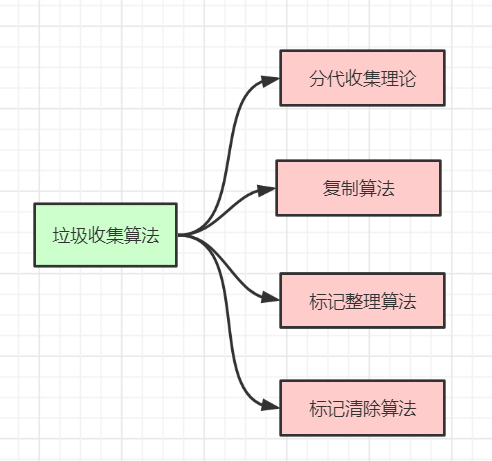 分代收集理论
复制算法
垃圾收集算法
标记整理算法
标记清除算法